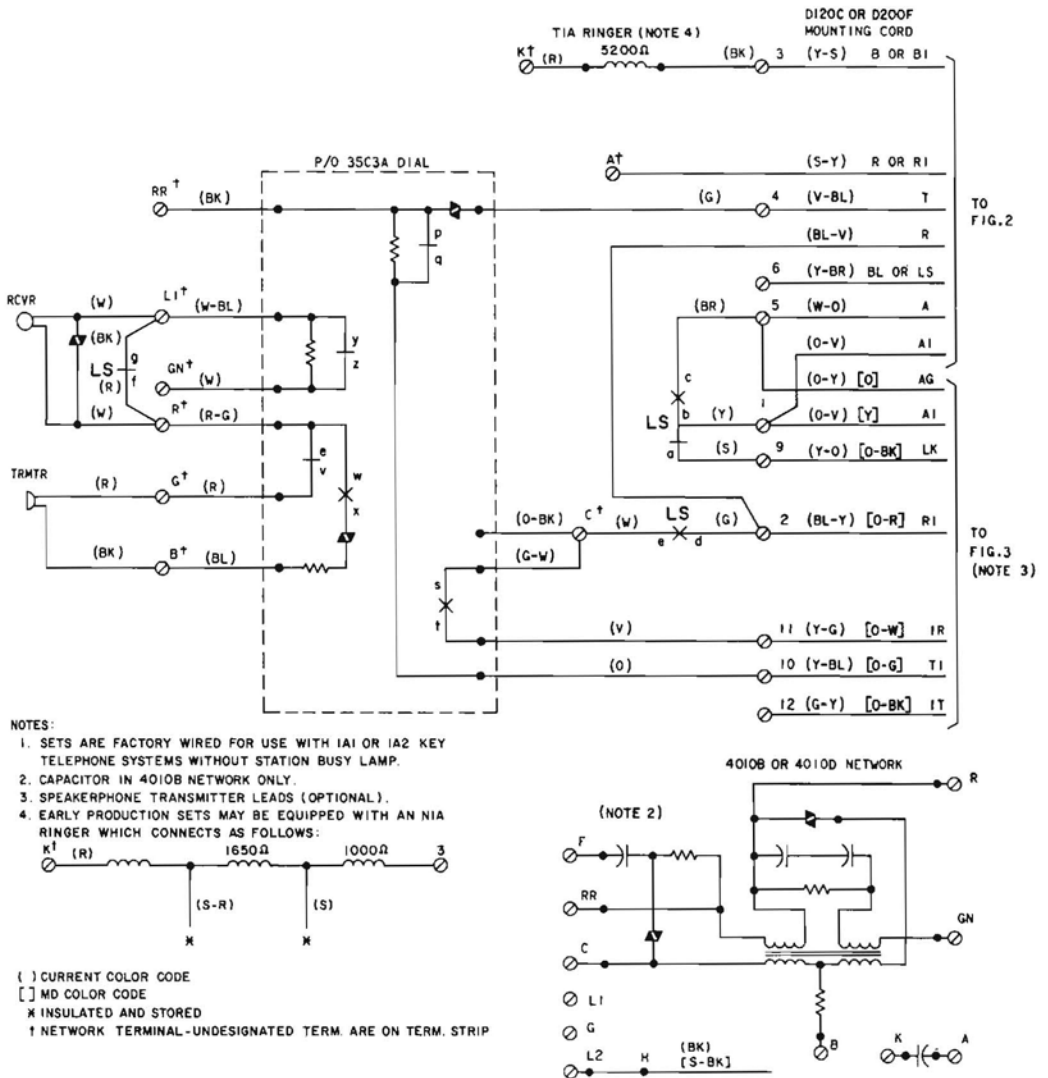 D120C OR D200F
MOUNTING CORD
T1A RINGER (NOTE 4)
K† (R) 5200Ω (BK) 3 (Y-S) B OR B1
P/O 35C3A DIAL
A† (S-Y) R OR R1
RR† (BK) (G) 4 (V-BL) T
TO
FIG.2
p
q
(BL-V) R
6 (Y-BR) BL OR LS
RCVR (W) L1† (W-BL) (BR) 5 (W-O) A
(BK) y
z
(O-V) A1
g
LS f
(R) GN† (W) c (O-Y) [O] AG
LS b (Y) 1 (O-V) [Y] A1
(W) R† (R-G)
a (S) 9 (Y-O) [O-BK] LK
e
v
w
x
TRMTR (R) G† (R)
(O-BK) C† (W) LS (G) 2 (BL-Y) [O-R] R1
e d
TO
FIG.3
(NOTE 3)
(BK) B† (BL) (G-W)
s
t
(V) 11 (Y-G) [O-W] 1R
(O) 10 (Y-BL) [O-G] T1
12 (G-Y) [O-BK] 1T
NOTES:
1. SETS ARE FACTORY WIRED FOR USE WITH 1A1 OR 1A2 KEY
TELEPHONE SYSTEMS WITHOUT STATION BUSY LAMP.
2. CAPACITOR IN 4010B NETWORK ONLY.
3. SPEAKERPHONE TRANSMITTER LEADS (OPTIONAL).
4. EARLY PRODUCTION SETS MAY BE EQUIPPED WITH AN N1A
RINGER WHICH CONNECTS AS FOLLOWS:
K† (R) 1650Ω 1000Ω 3
(S-R) (S)
* *
( ) CURRENT COLOR CODE
[ ] MD COLOR CODE
* INSULATED AND STORED
† NETWORK TERMINAL-UNDESIGNATED TERM. ARE ON TERM. STRIP
4010B OR 4010D NETWORK
R
(NOTE 2)
F
RR
GN
C
L1
G
B
K A
L2 H (BK)
[S-BK]